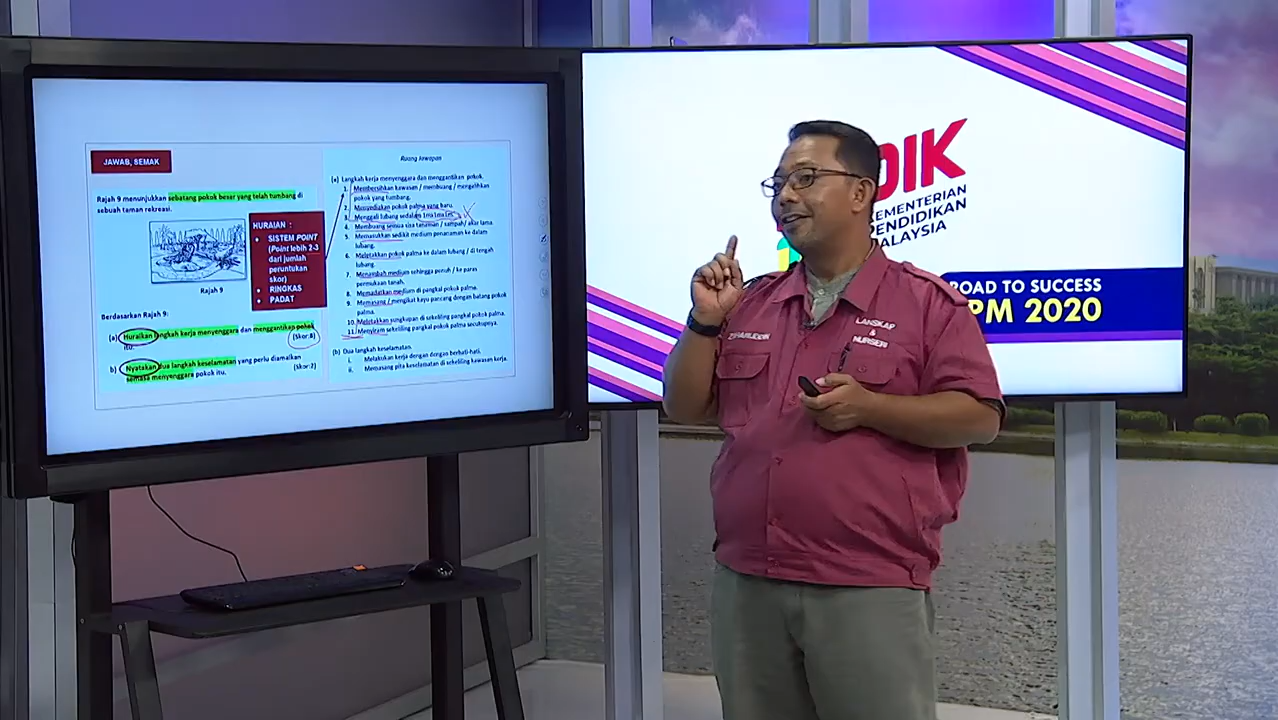 JAWAB, SEMAK
Rajah 9 menunjukkan sebatang pokok besar yang telah tumbang di
sebuah taman rekreasi.
Rajah 9
HURAIAN :
• SISTEM POINT
(Point lebih 2-3
dari jumlah
peruntukan
skor)
• RINGKAS
• PADAT
Berdasarkan Rajah 9:
(a) Huraikan langkah kerja menyenggara dan menggantikan pokok
itu.
(Skor:8)
b) Nyatakan dua langkah keselamatan yang perlu diamalkan
semasa menyenggara pokok itu.
(Skor:2)
Ruang Jawapan
(a) Langkah kerja menyenggara dan menggantikan pokok.
1. Membersihkan kawasan / membuang / mengalihkan
pokok yang tumbang.
2. Menyediakan pokok palma yang baru.
3. Menggali lubang sedalam 1mx1mx1m. X
4. Membuang semua sisa tanaman / sampah/ akar lama.
5. Memasukkan sedikit medium penanaman ke dalam
lubang.
6. Meletakkan pokok palma ke dalam lubang / di tengah
lubang.
7. Menambah medium sehingga penuh / ke paras
permukaan tanah.
8. Memadatkan medium di pangkal pokok palma.
9. Memasang / mengikat kayu pancang dengan batang pokok
palma.
10. Meletakkan sungkupan di sekeliling pangkal pokok palma.
11. Menyiram sekeliling pangkal pokok palma secukupnya.
(b) Dua langkah keselamatan.
i. Melakukan kerja dengan dengan berhati-hati.
ii. Memasang pita keselamatan di sekeliling kawasan kerja.
DIK
KEMENTERIAN
PENDIDIKAN
MALAYSIA
ROAD TO SUCCESS
PM 2020
LANSKAP
&
NURSERI